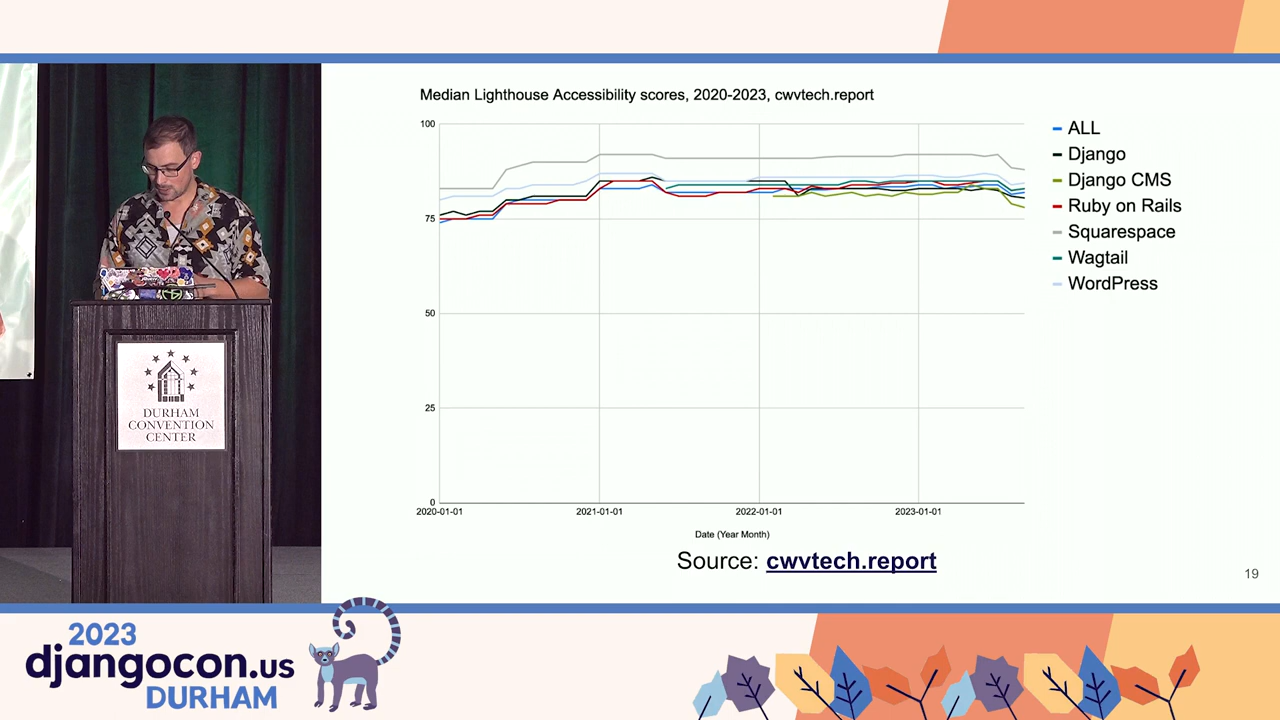 Median Lighthouse Accessibility scores, 2020-2023, cwvtech.report
100
75
50
25
0
2020-01-01
2021-01-01
2022-01-01
2023-01-01
Date (Year Month)
ALL
Django
Django CMS
Ruby on Rails
Squarespace
Wagtail
WordPress
Source: cwvtech.report
19
DURHAM
CONVENTION
CENTER
2023
djangocon.us
DURHAM